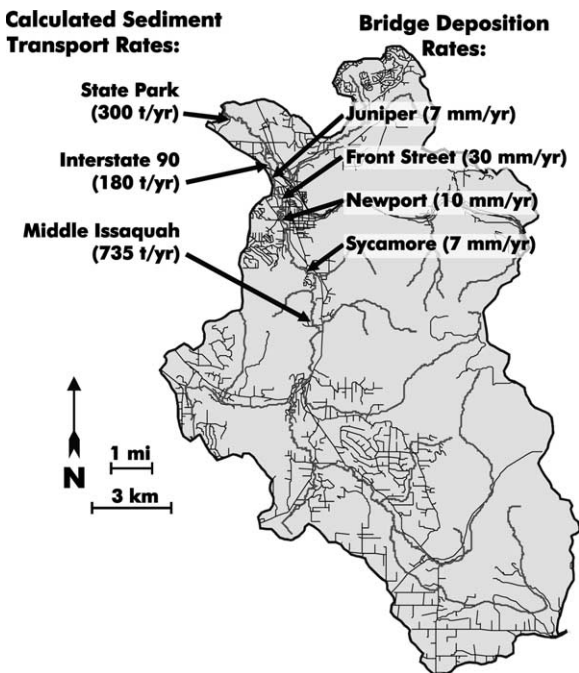 Calculated Sediment
Transport Rates:
Bridge Deposition
Rates:
State Park
(300 t/yr)
Juniper (7 mm/yr)
Interstate 90
(180 t/yr)
Front Street (30 mm/yr)
Newport (10 mm/yr)
Middle Issaquah
(735 t/yr)
Sycamore (7 mm/yr)
N
1 mi
3 km